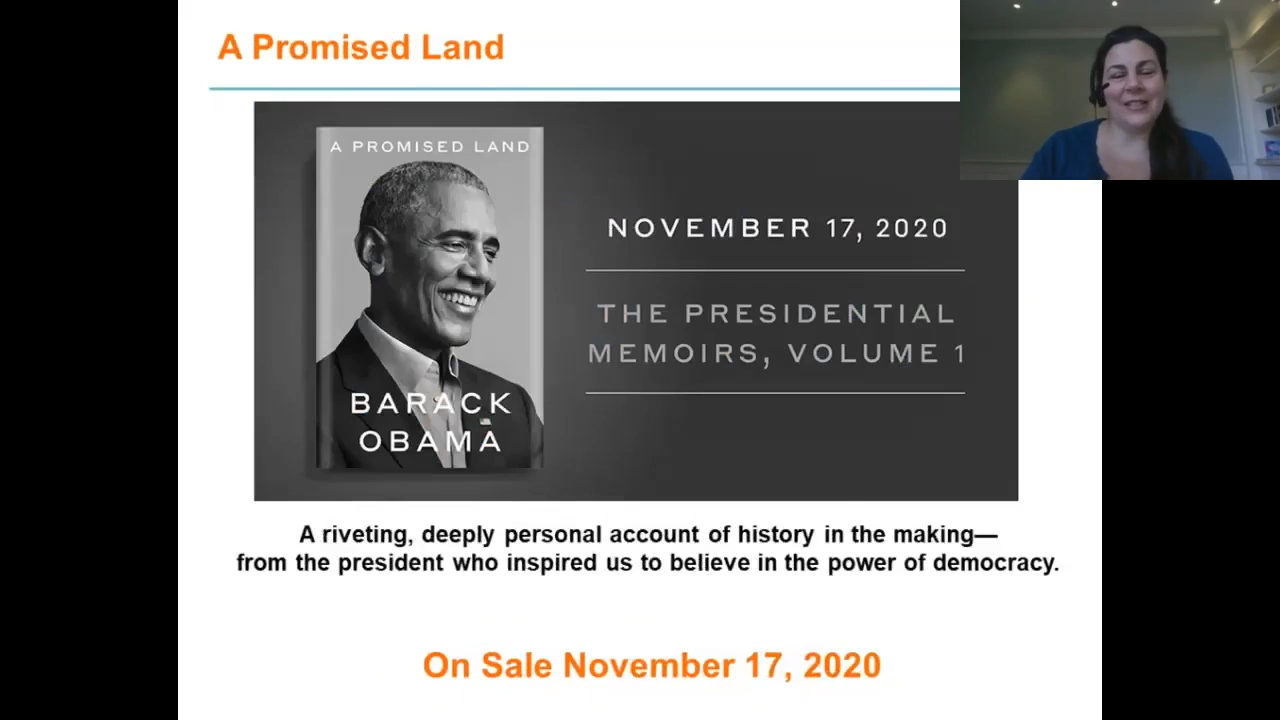 A Promised Land
A PROMISED LAND
BARACK
OBAMA
NOVEMBER 17, 2020
THE PRESIDENTIAL
MEMOIRS, VOLUME 1
A riveting, deeply personal account of history in the making—
from the president who inspired us to believe in the power of democracy.
On Sale November 17, 2020